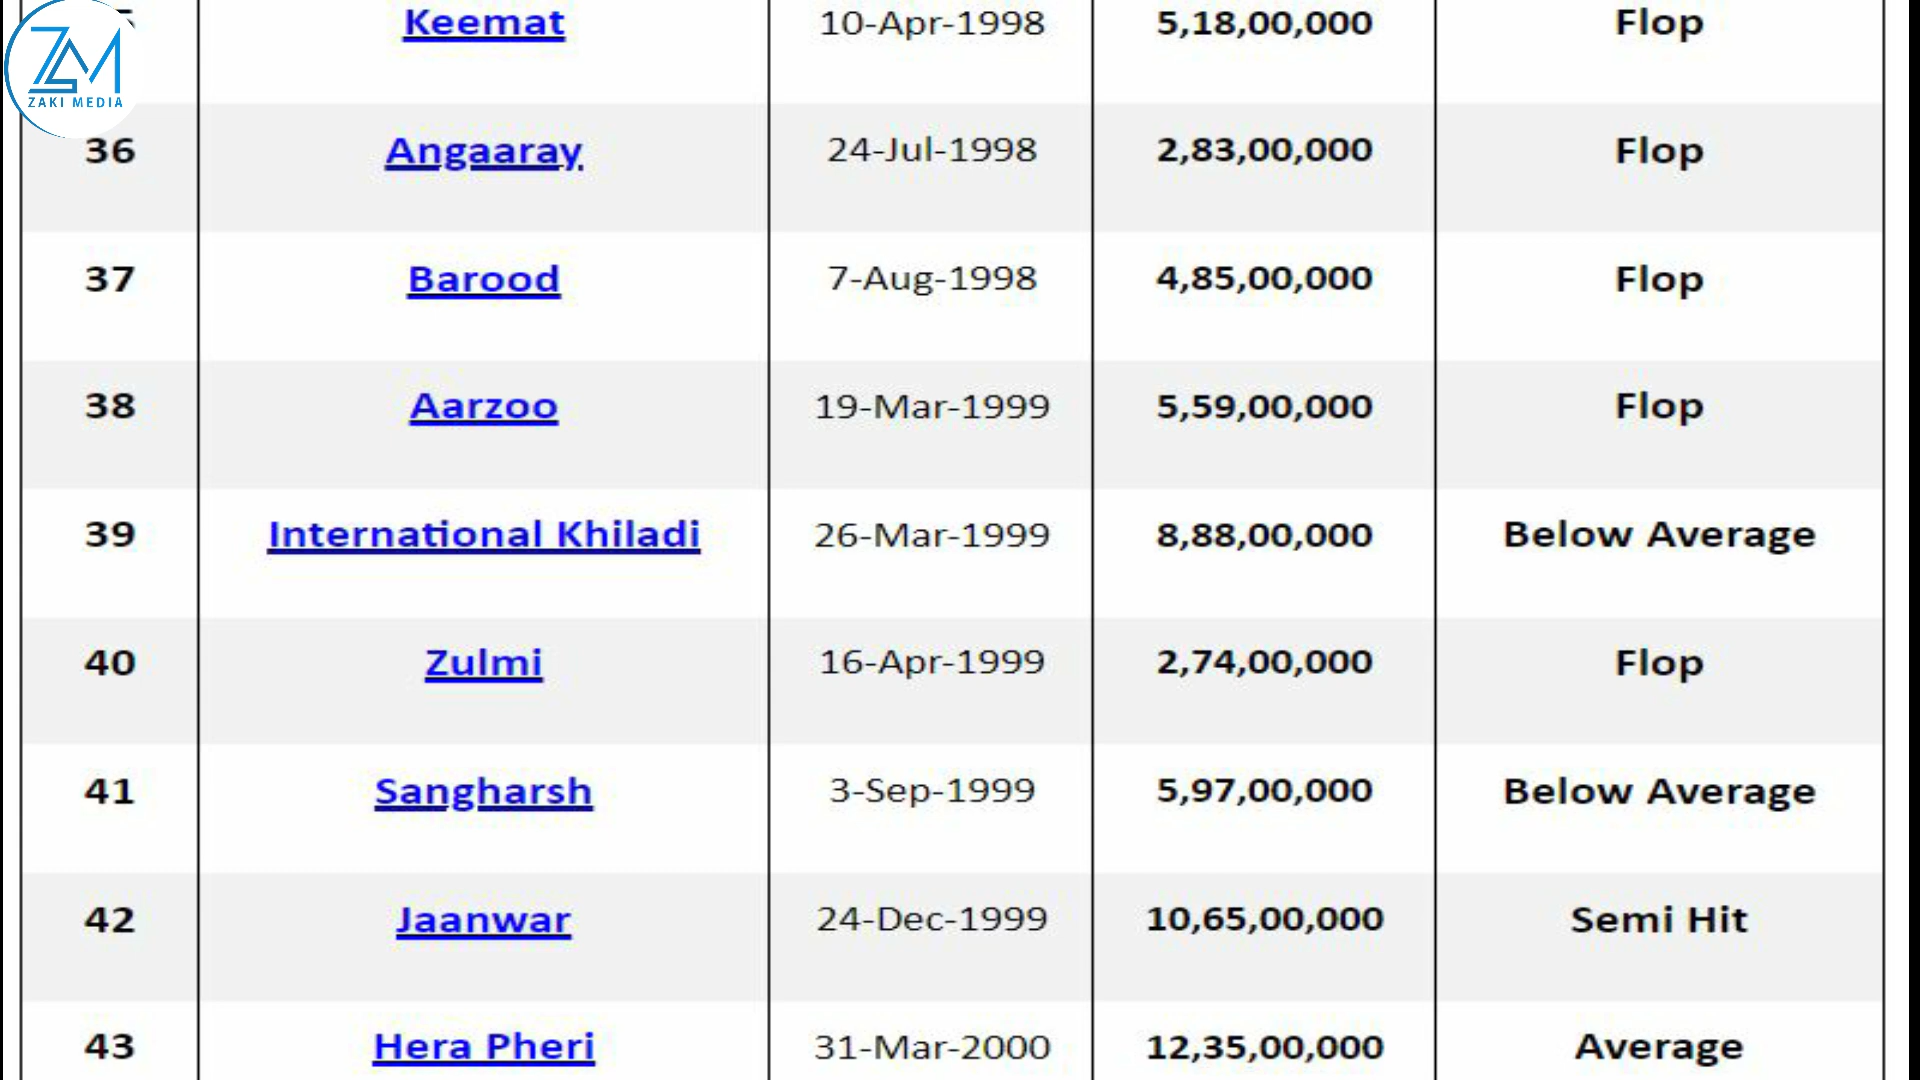 Keemat 10-Apr-1998 5,18,00,000 Flop
ZM
ZAKI MEDIA
36 Angaaray 24-Jul-1998 2,83,00,000 Flop
37 Barood 7-Aug-1998 4,85,00,000 Flop
38 Aarzoo 19-Mar-1999 5,59,00,000 Flop
39 International Khiladi 26-Mar-1999 8,88,00,000 Below Average
40 Zulmi 16-Apr-1999 2,74,00,000 Flop
41 Sangharsh 3-Sep-1999 5,97,00,000 Below Average
42 Jaanwar 24-Dec-1999 10,65,00,000 Semi Hit
43 Hera Pheri 31-Mar-2000 12,35,00,000 Average